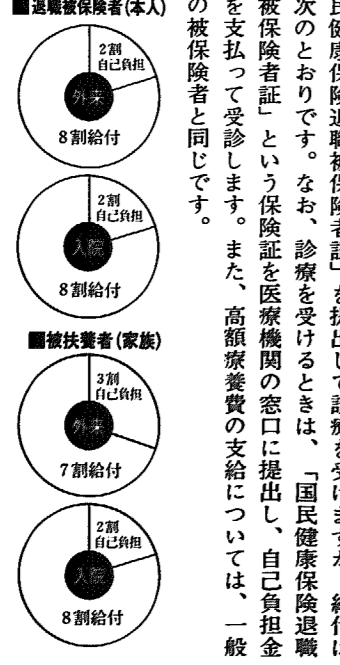 民健康保険退職被保険者証」を提出して診療を受けますが、給付は
次のとおりです。なお、診療を受けるときは、「国民健康保険退職
被保険者証」という保険証を医療機関の窓口に提出し、自己負担金
を支払って受診します。また、高額療養費の支給については、一般
の被保険者と同じです。
■退職被保険者(本人)
2割
自己負担
外来
8割給付
2割
自己負担
入院
8割給付
■被扶養者(家族)
3割
自己負担
外来
7割給付
2割
自己負担
入院
8割給付